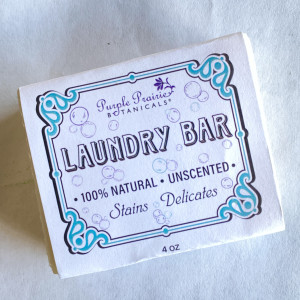 Purple Prairie
BOTANICALS®
LAUNDRY BAR
• 100% NATURAL • UNSCENTED •
Stains Delicates
4 OZ